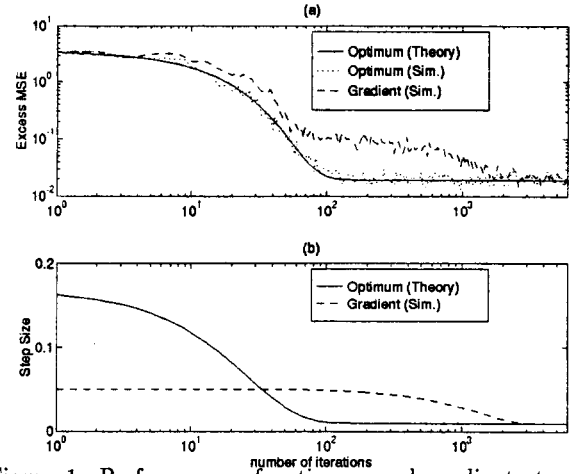 (a)
Excess MSE
10^1
10^0
10^-1
10^-2
Optimum (Theory)
Optimum (Sim.)
Gradient (Sim.)
10^0 10^1 10^2 10^3
(b)
Step Size
0.2
0.1
0
Optimum (Theory)
Gradient (Sim.)
10^0 10^1 10^2 10^3
number of iterations